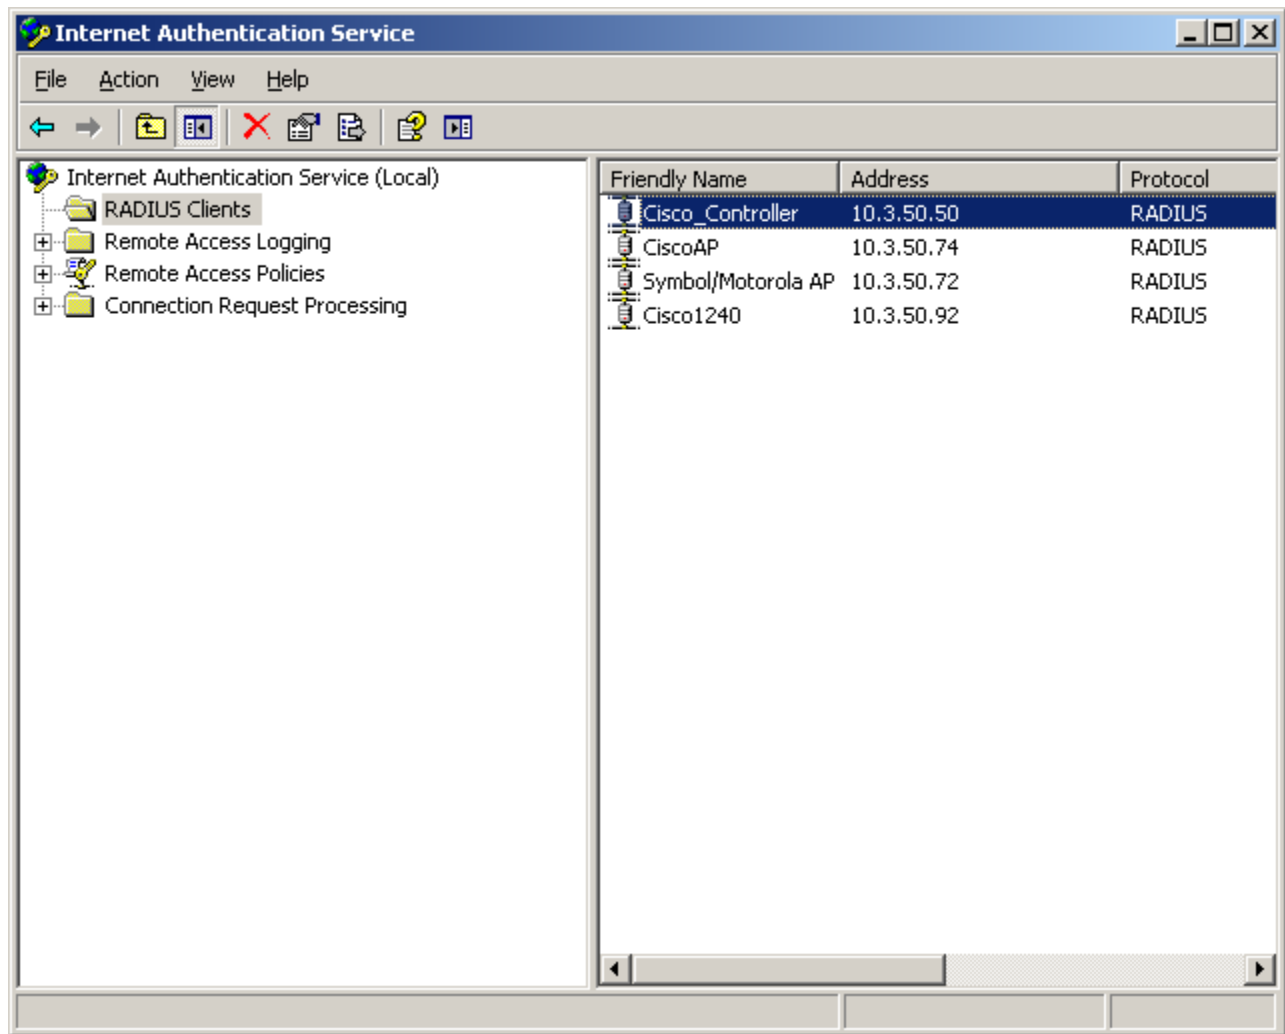 Internet Authentication Service
File Action View Help
Internet Authentication Service (Local)
RADIUS Clients
Remote Access Logging
Remote Access Policies
Connection Request Processing
Friendly Name Address Protocol
Cisco_Controller 10.3.50.50 RADIUS
CiscoAP 10.3.50.74 RADIUS
Symbol/Motorola AP 10.3.50.72 RADIUS
Cisco1240 10.3.50.92 RADIUS